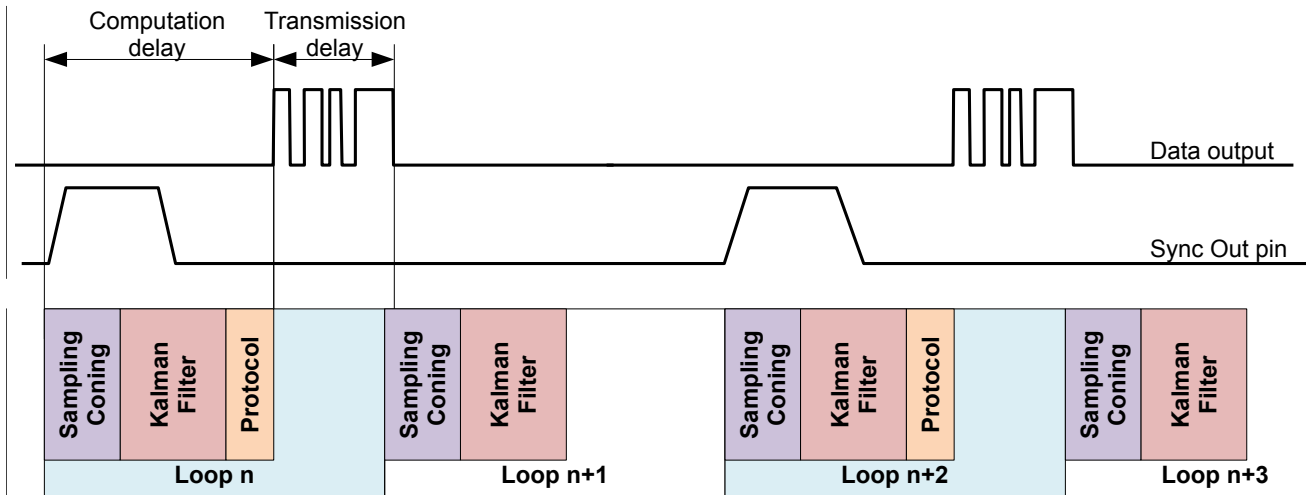 Computation
delay
Transmission
delay
Data output
Sync Out pin
Sampling
Coning
Kalman
Filter
Protocol
Sampling
Coning
Kalman
Filter
Sampling
Coning
Kalman
Filter
Protocol
Sampling
Coning
Kalman
Filter
Loop n
Loop n+1
Loop n+2
Loop n+3